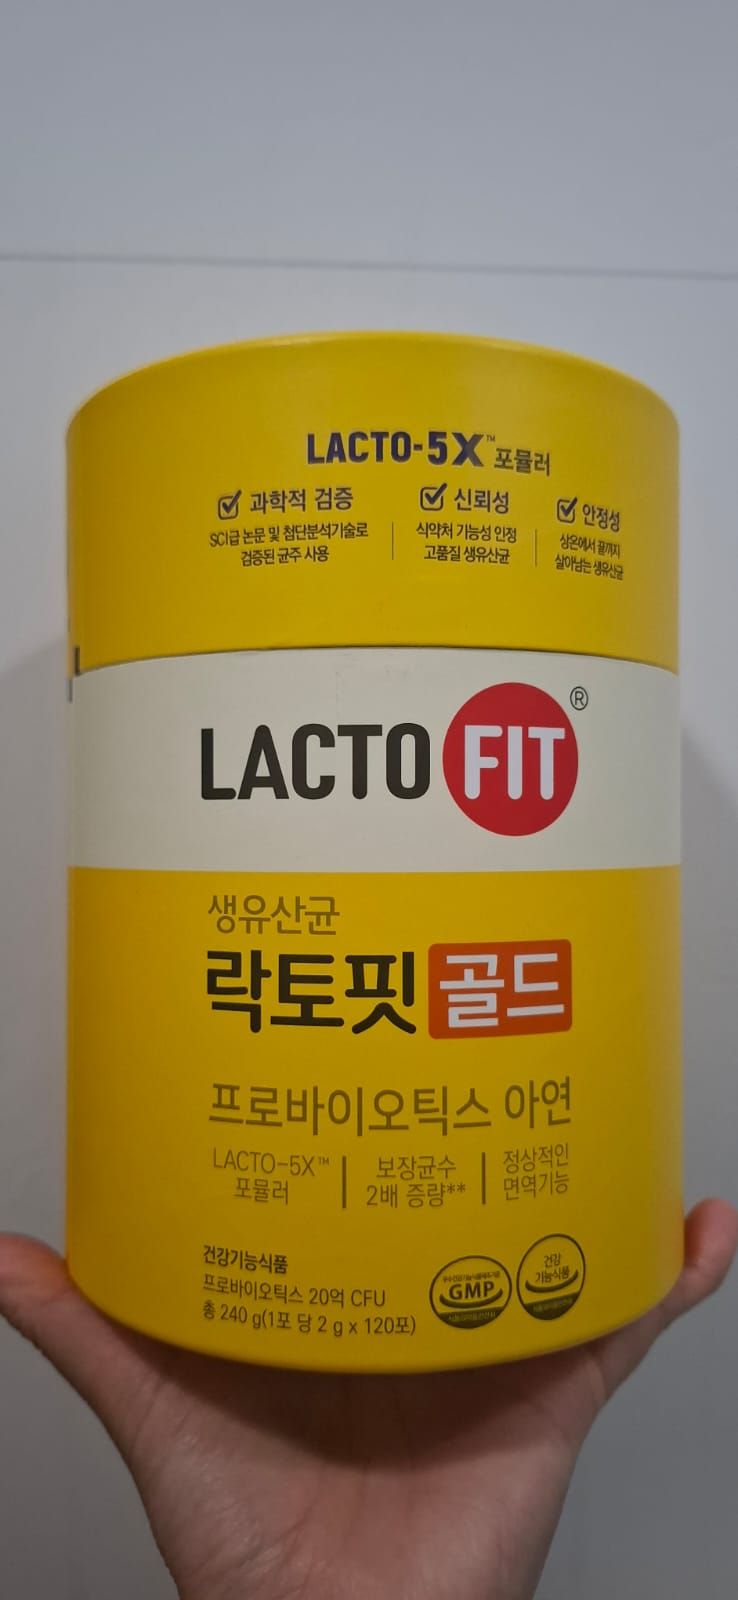 LACTO-5X™ 포뮬러
과학적 검증
SCI급 논문 및 첨단분석기술로
검증된 균주 사용
신뢰성
식약처 기능성 인정
고품질 생유산균
안정성
상온에서 끝까지
살아남는 생유산균
LACTO FIT®
생유산균
락토핏 골드
프로바이오틱스 아연
LACTO-5X™
포뮬러
보장균수
2배 증량**
정상적인
면역기능
건강기능식품
프로바이오틱스 20억 CFU
총 240 g(1포 당 2 g x 120포)
GMP
건강
기능식품